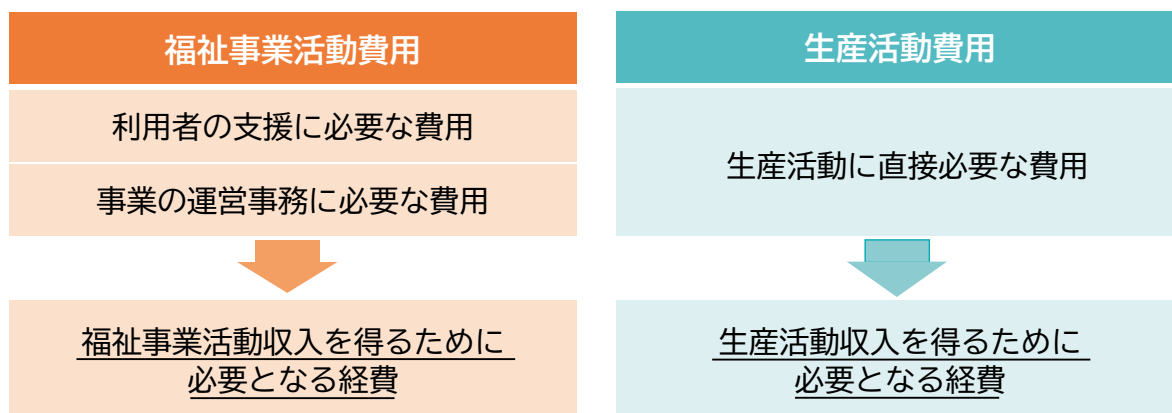 福祉事業活動費用
利用者の支援に必要な費用
事業の運営事務に必要な費用
福祉事業活動収入を得るために
必要となる経費
生産活動費用
生産活動に直接必要な費用
生産活動収入を得るために
必要となる経費